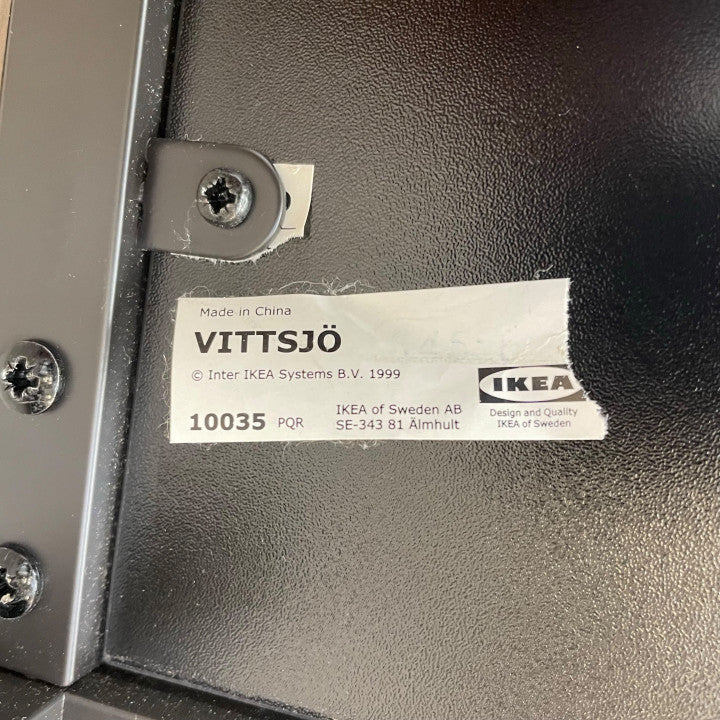 Made in China
VITTSJÖ
© Inter IKEA Systems B.V. 1999
10035 PQR
IKEA of Sweden AB
SE-343 81 Älmhult
IKEA
Design and Quality
IKEA of Sweden